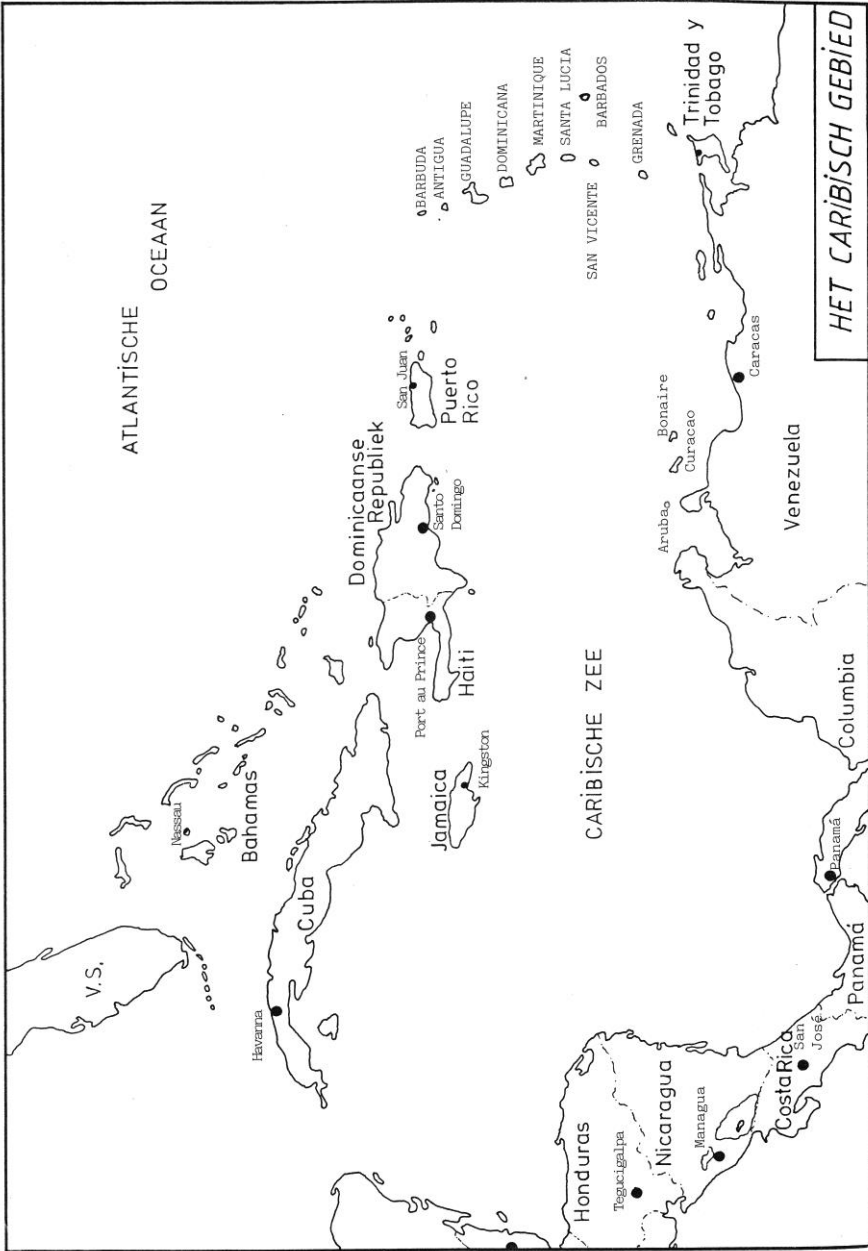 HET CARIBISCH GEBIED
ATLANTISCHE
OCEAAN
V.S.
Nassau
Bahamas
Havanna
Cuba
Dominicaanse
Republiek
San Juan
Puerto
Rico
Santo
Domingo
Port au Prince
Haïti
Jamaica
Kingston
BARBUDA
ANTIGUA
GUADALUPE
DOMINICANA
MARTINIQUE
SANTA LUCIA
BARBADOS
SAN VICENTE
GRENADA
Trinidad y
Tobago
CARIBISCHE ZEE
Aruba
Bonaire
Curacao
Caracas
Venezuela
Columbia
Honduras
Tegucigalpa
Nicaragua
Managua
Costa Rica
San
José
Panamá
Panamá